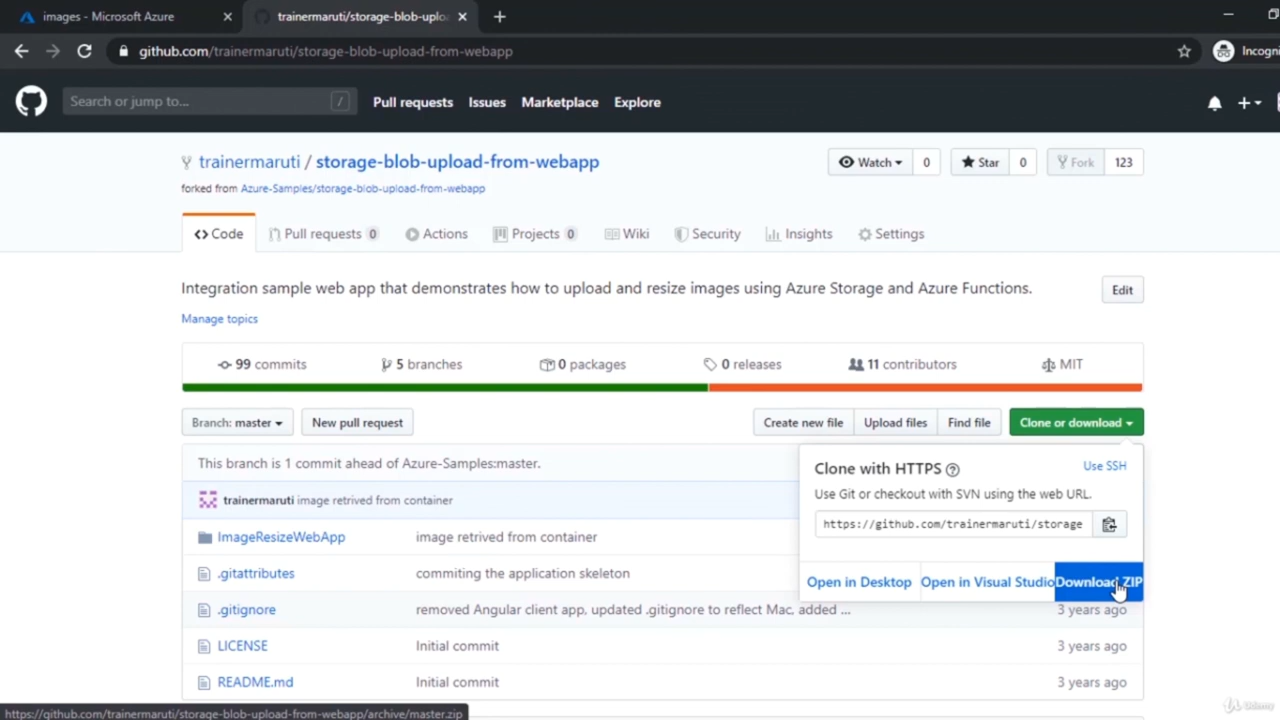 images - Microsoft Azure
trainermaruti/storage-blob-uplo
github.com/trainermaruti/storage-blob-upload-from-webapp
Incogni
Search or jump to...
/
Pull requests
Issues
Marketplace
Explore
trainermaruti / storage-blob-upload-from-webapp
Watch 0
Star 0
Fork 123
forked from Azure-Samples/storage-blob-upload-from-webapp
Code
Pull requests 0
Actions
Projects 0
Wiki
Security
Insights
Settings
Integration sample web app that demonstrates how to upload and resize images using Azure Storage and Azure Functions.
Edit
Manage topics
99 commits
5 branches
0 packages
0 releases
11 contributors
MIT
Branch: master
New pull request
Create new file
Upload files
Find file
Clone or download
This branch is 1 commit ahead of Azure-Samples:master.
Clone with HTTPS
Use SSH
Use Git or checkout with SVN using the web URL.
https://github.com/trainermaruti/storage
Open in Desktop
Open in Visual Studio
Download ZIP
trainermaruti image retrived from container
ImageResizeWebApp image retrived from container
.gitattributes commiting the application skeleton
.gitignore removed Angular client app, updated .gitignore to reflect Mac, added ... 3 years ago
LICENSE Initial commit 3 years ago
README.md Initial commit 3 years ago
https://github.com/trainermaruti/storage-blob-upload-from-webapp/archive/master.zip
Udemy